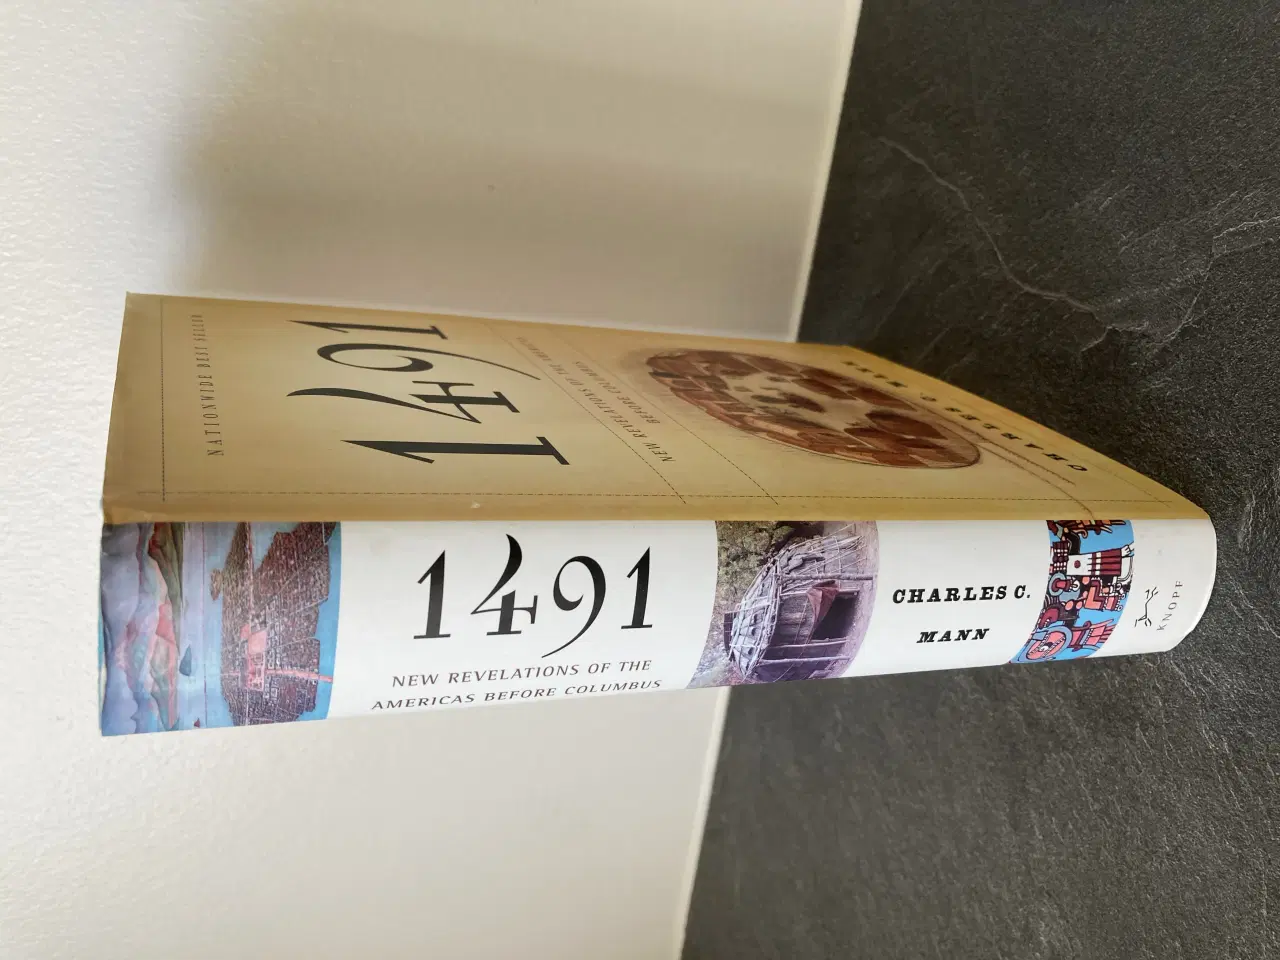 NATIONWIDE BEST SELLER
1491
NEW REVELATIONS OF THE AMERICAS
BEFORE COLUMBUS
CHARLES C. MANN
1491
NEW REVELATIONS OF THE
AMERICAS BEFORE COLUMBUS
CHARLES C.
MANN
KNOPF